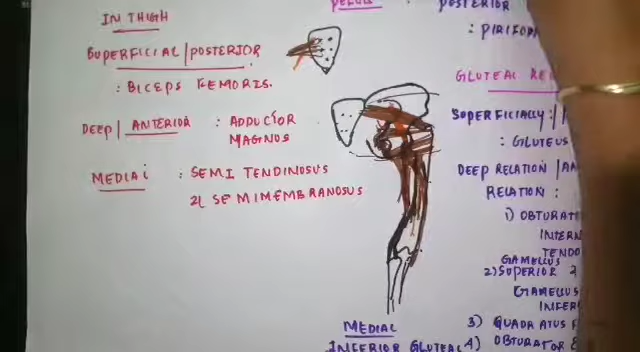 IN THIGH
SUPERFICIAL/POSTERIOR
: BICEPS FEMORIS.
DEEP/ANTERIOR : ADDUCTOR
MAGNUS
MEDIAL : SEMI TENDINOSUS
2( SEMIMEMBRANOSUS
: POSTERIOR
: PIRIFOR
GLUTEAL RE
SUPERFICIALLY:
: GLUTEUS
DEEP RELATION/
RELATION :
1) OBTURAT
INTERN
TENDO
GAMELLUS
2) SUPERIOR
GAMELLUS
INFER
3) QUADRATUS F
4) OBTURATOR E
MEDIAL
INFERIOR GLUTEAL